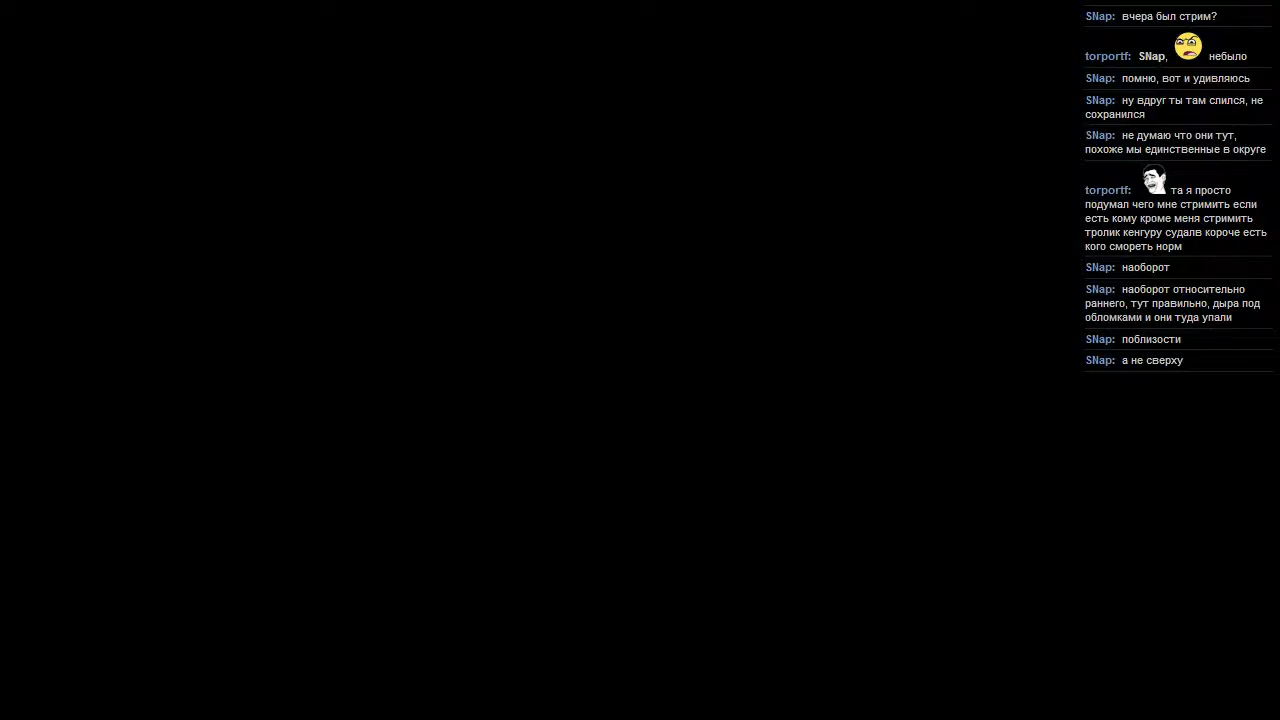 SNap: вчера был стрим?
torportf: SNap, небыло
SNap: помню, вот и удивляюсь
SNap: ну вдруг ты там слился, не
сохранился
SNap: не думаю что они тут,
похоже мы единственные в округе
torportf: та я просто
подумал чего мне стримить если
есть кому кроме меня стримить
тролик кенгуру судалв короче есть
кого смореть норм
SNap: наоборот
SNap: наоборот относительно
раннего, тут правильно, дыра под
обломками и они туда упали
SNap: поблизости
SNap: а не сверху